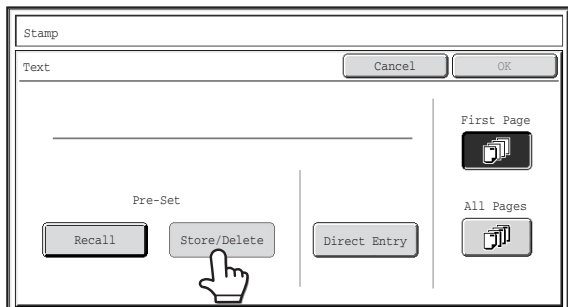 Stamp
Text
Cancel
OK
First Page
Pre-Set
All Pages
Recall
Store/Delete
Direct Entry